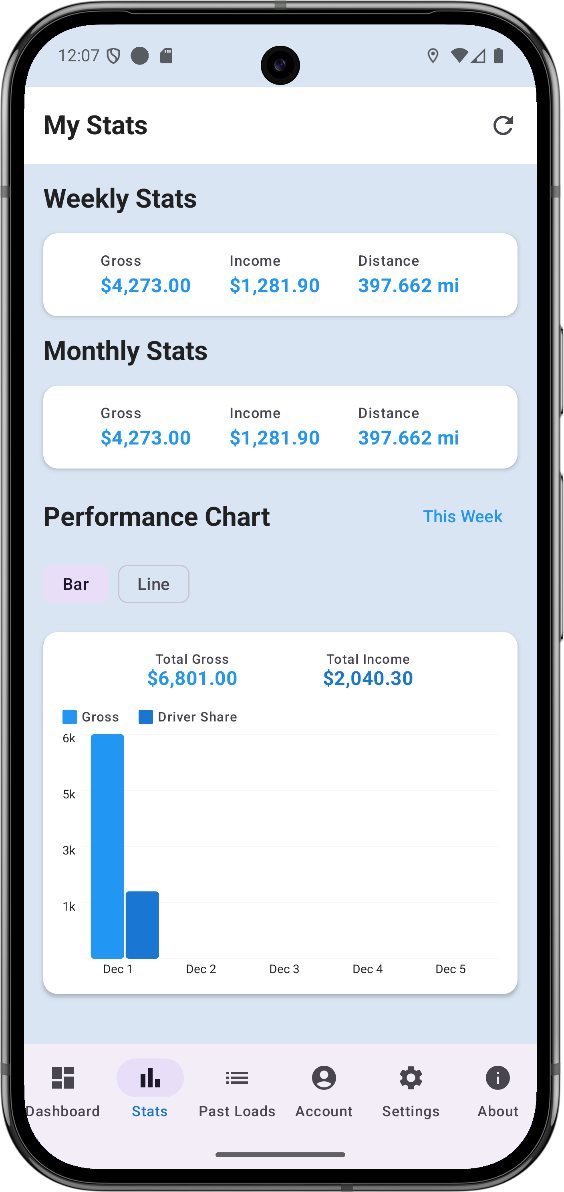 12:07
My Stats
Weekly Stats
Gross Income Distance
$4,273.00 $1,281.90 397.662 mi
Monthly Stats
Gross Income Distance
$4,273.00 $1,281.90 397.662 mi
Performance Chart This Week
Bar Line
Total Gross Total Income
$6,801.00 $2,040.30
Gross Driver Share
6k
5k
3k
1k
Dec 1 Dec 2 Dec 3 Dec 4 Dec 5
Dashboard Stats Past Loads Account Settings About